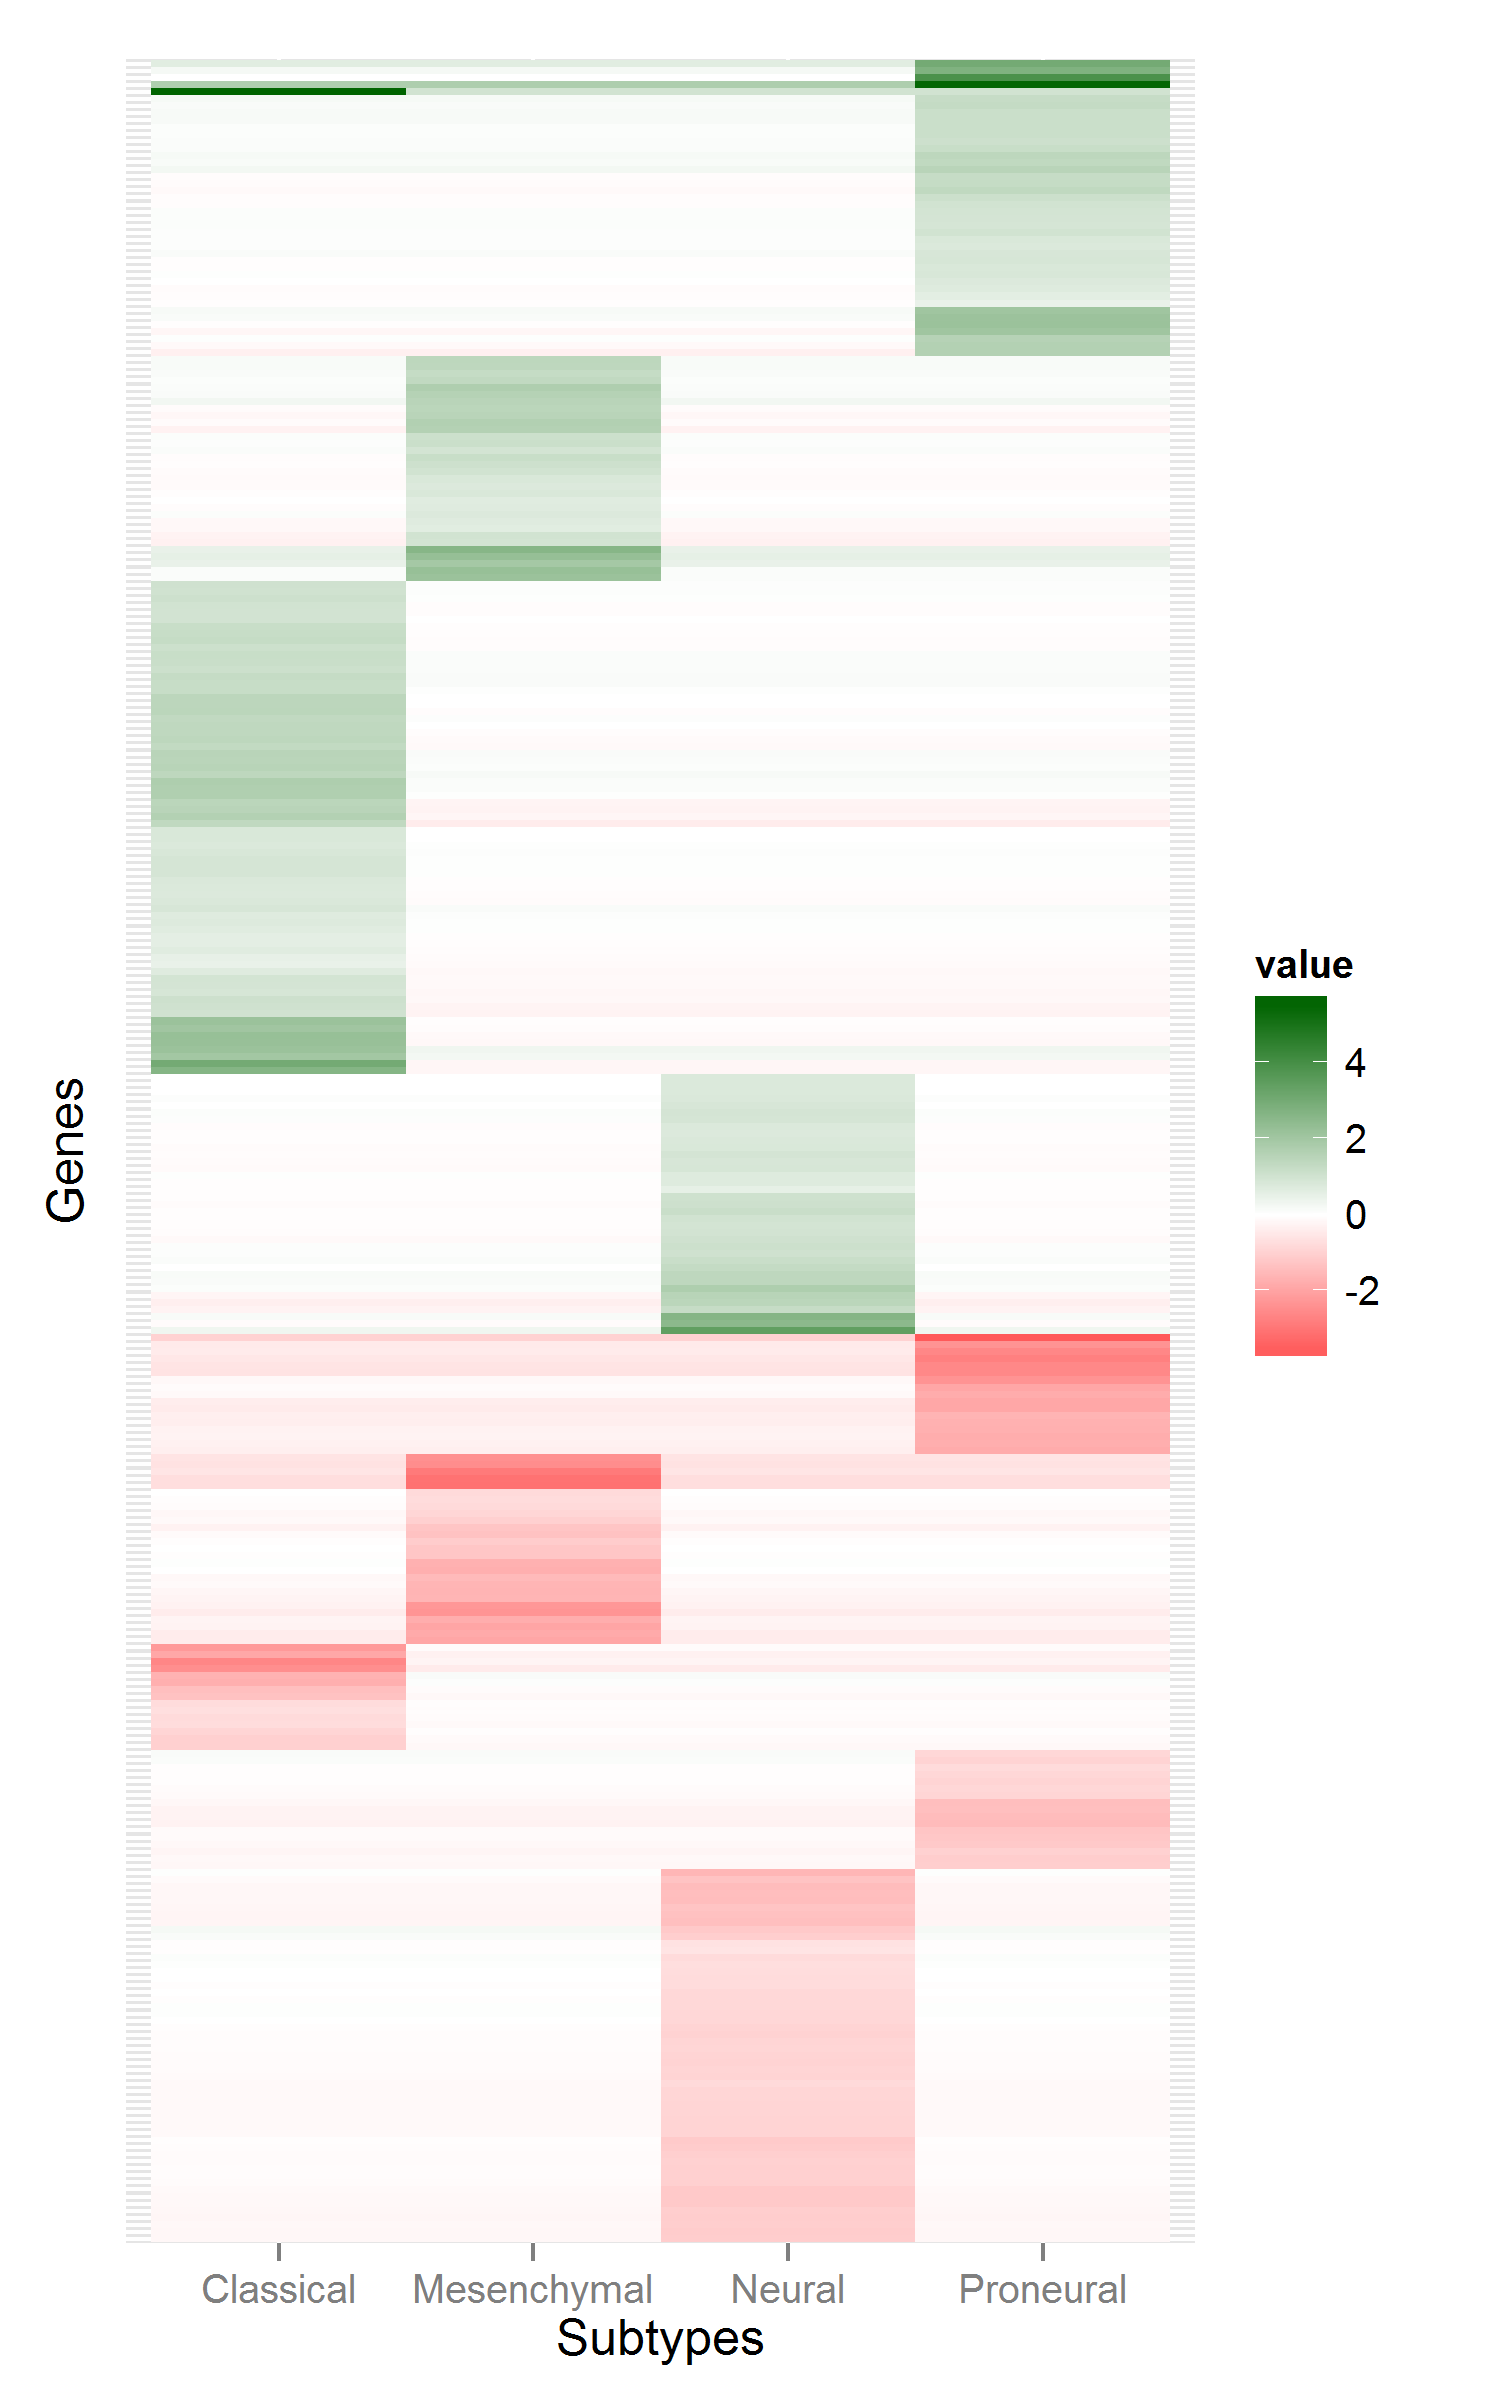 Genes
value
4
2
0
-2
Classical Mesenchymal Neural Proneural
Subtypes